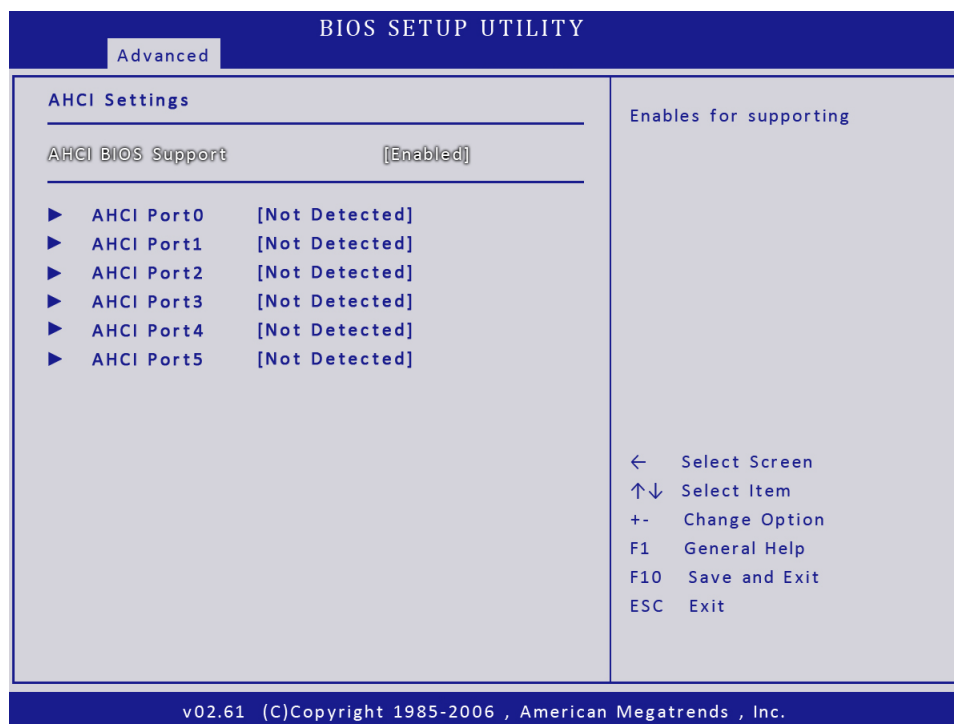 BIOS SETUP UTILITY
Advanced
AHCI Settings
AHCI BIOS Support [Enabled]
AHCI Port0 [Not Detected]
AHCI Port1 [Not Detected]
AHCI Port2 [Not Detected]
AHCI Port3 [Not Detected]
AHCI Port4 [Not Detected]
AHCI Port5 [Not Detected]
Enables for supporting
← Select Screen
↑↓ Select Item
+- Change Option
F1 General Help
F10 Save and Exit
ESC Exit
v02.61 (C)Copyright 1985-2006 , American Megatrends , Inc.